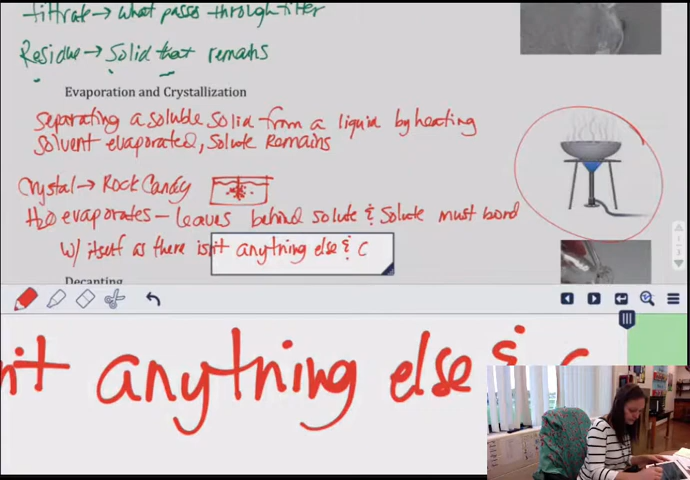 filtrate → what passes through filter
Residue → Solid that remains
Evaporation and Crystallization
Separating a soluble solid from a liquid by heating
solvent evaporated, Solute Remains
Crystal → Rock Candy
H₂O evaporates - leaves behind solute & Solute must bond
w/ itself as there isn't anything else & c
Decanting
n't anything else & c